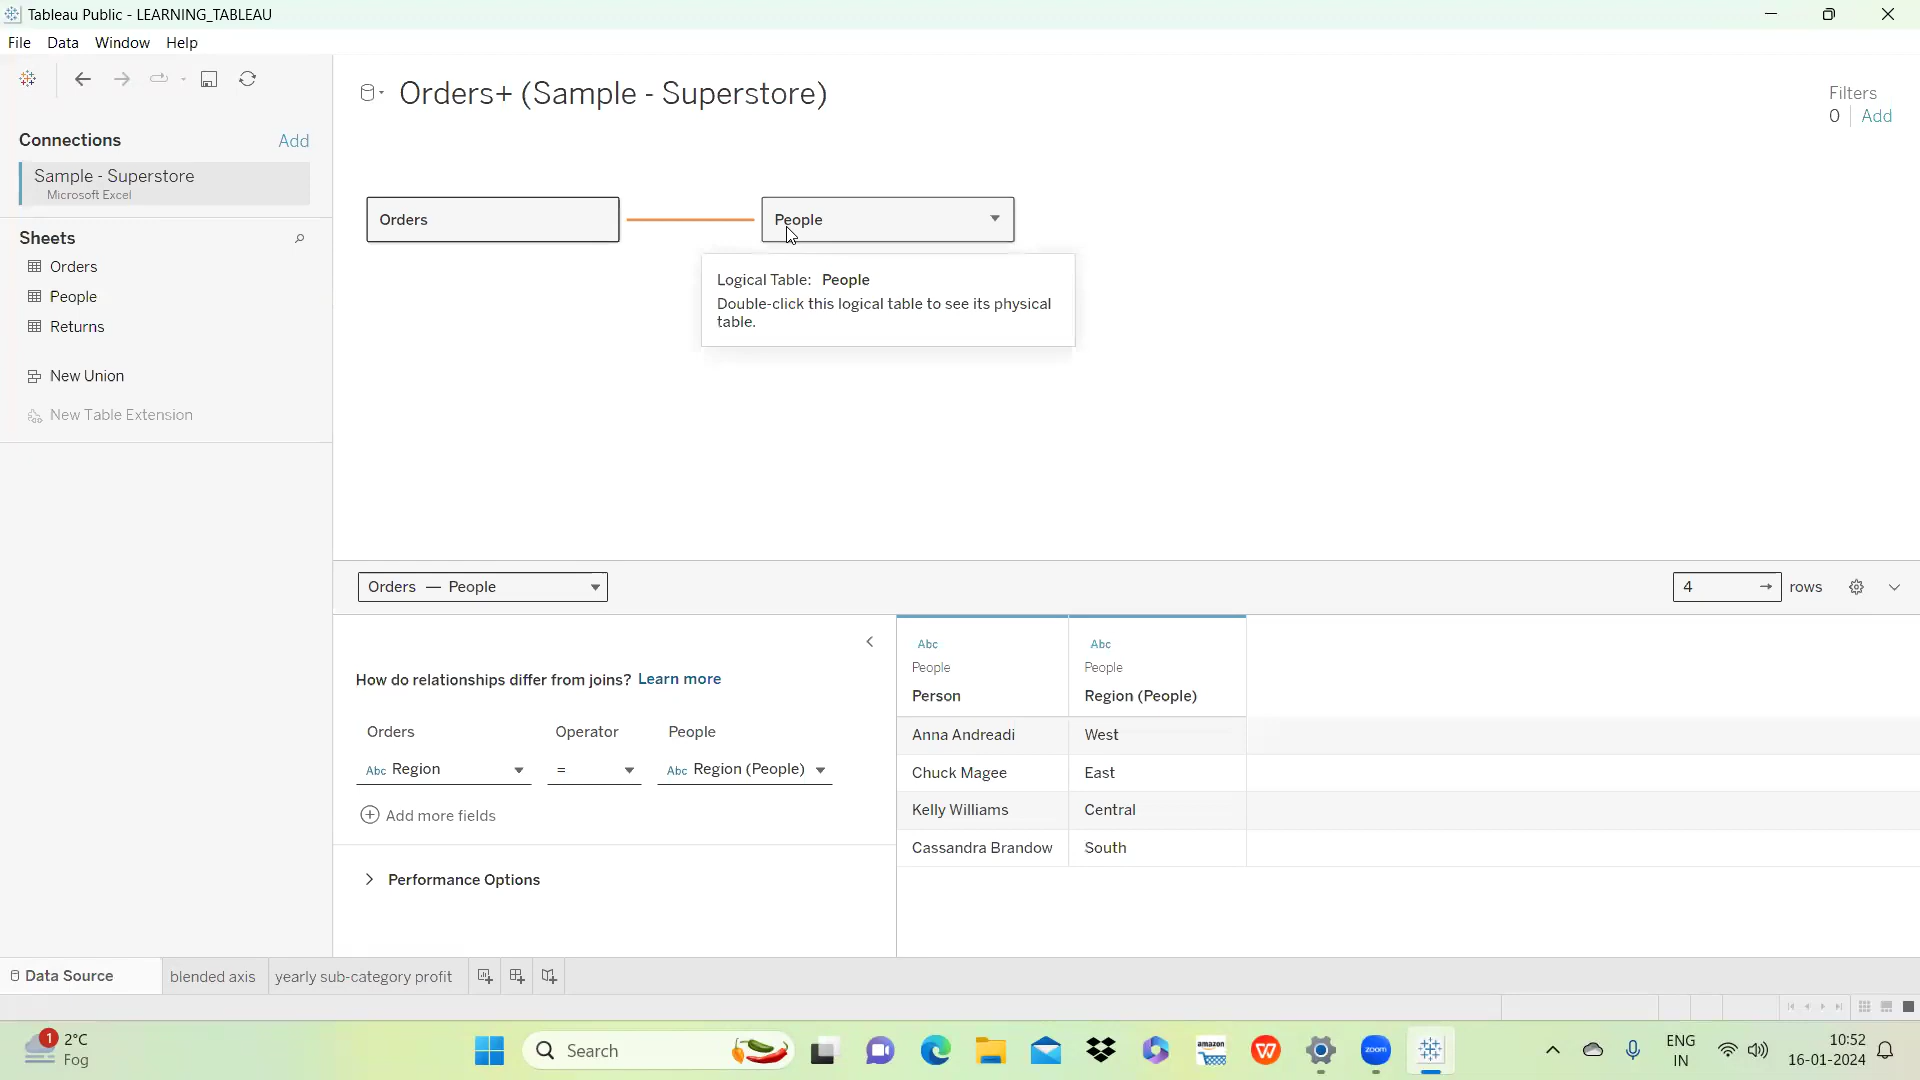 Tableau Public - LEARNING_TABLEAU
File Data Window Help
Connections Add
Sample - Superstore
Microsoft Excel
Sheets
Orders
People
Returns
New Union
New Table Extension
Orders+ (Sample - Superstore)
Filters
0 Add
Orders
People
Logical Table: People
Double-click this logical table to see its physical
table.
Orders — People
4 → rows
How do relationships differ from joins? Learn more
Orders Operator People
Abc Region = Abc Region (People)
Add more fields
Performance Options
Abc Abc
People People
Person Region (People)
Anna Andreadi West
Chuck Magee East
Kelly Williams Central
Cassandra Brandow South
Data Source blended axis yearly sub-category profit
1
2°C
Fog
Search
amazon
zoom
ENG
IN
10:52
16-01-2024